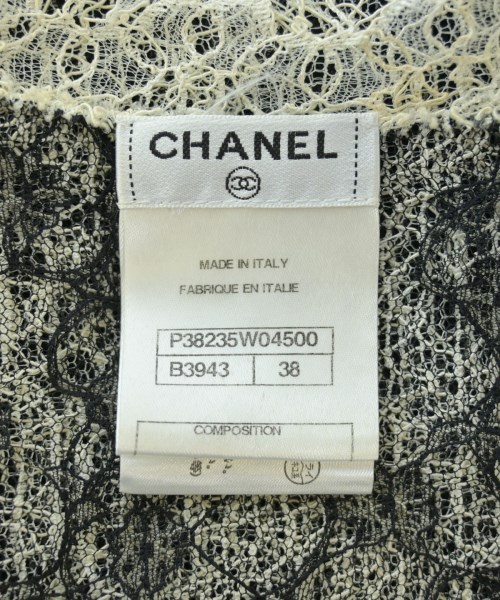 CHANEL
MADE IN ITALY
FABRIQUE EN ITALIE
P38235W04500
B3943 38
COMPOSITION